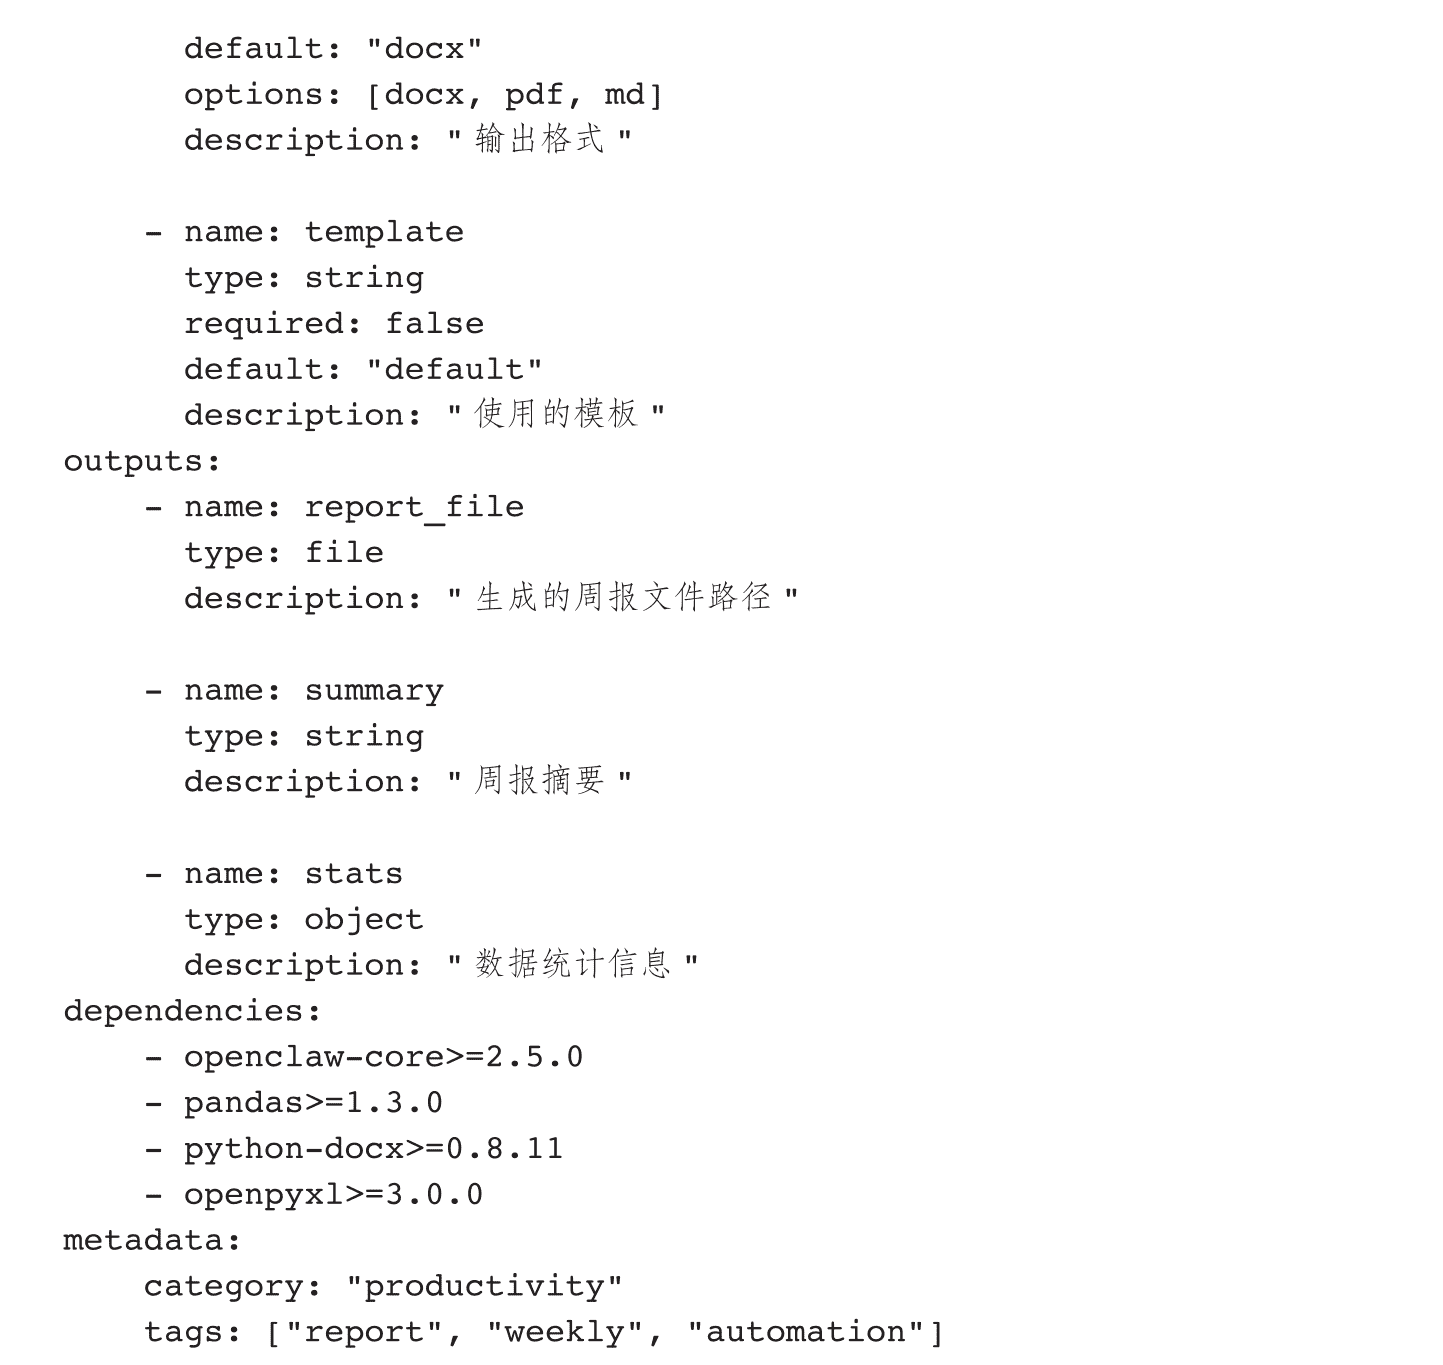 default: "docx"
options: [docx, pdf, md]
description: "输出格式"
- name: template
type: string
required: false
default: "default"
description: "使用的模板"
outputs:
- name: report_file
type: file
description: "生成的周报文件路径"
- name: summary
type: string
description: "周报摘要"
- name: stats
type: object
description: "数据统计信息"
dependencies:
- openclaw-core>=2.5.0
- pandas>=1.3.0
- python-docx>=0.8.11
- openpyxl>=3.0.0
metadata:
category: "productivity"
tags: ["report", "weekly", "automation"]